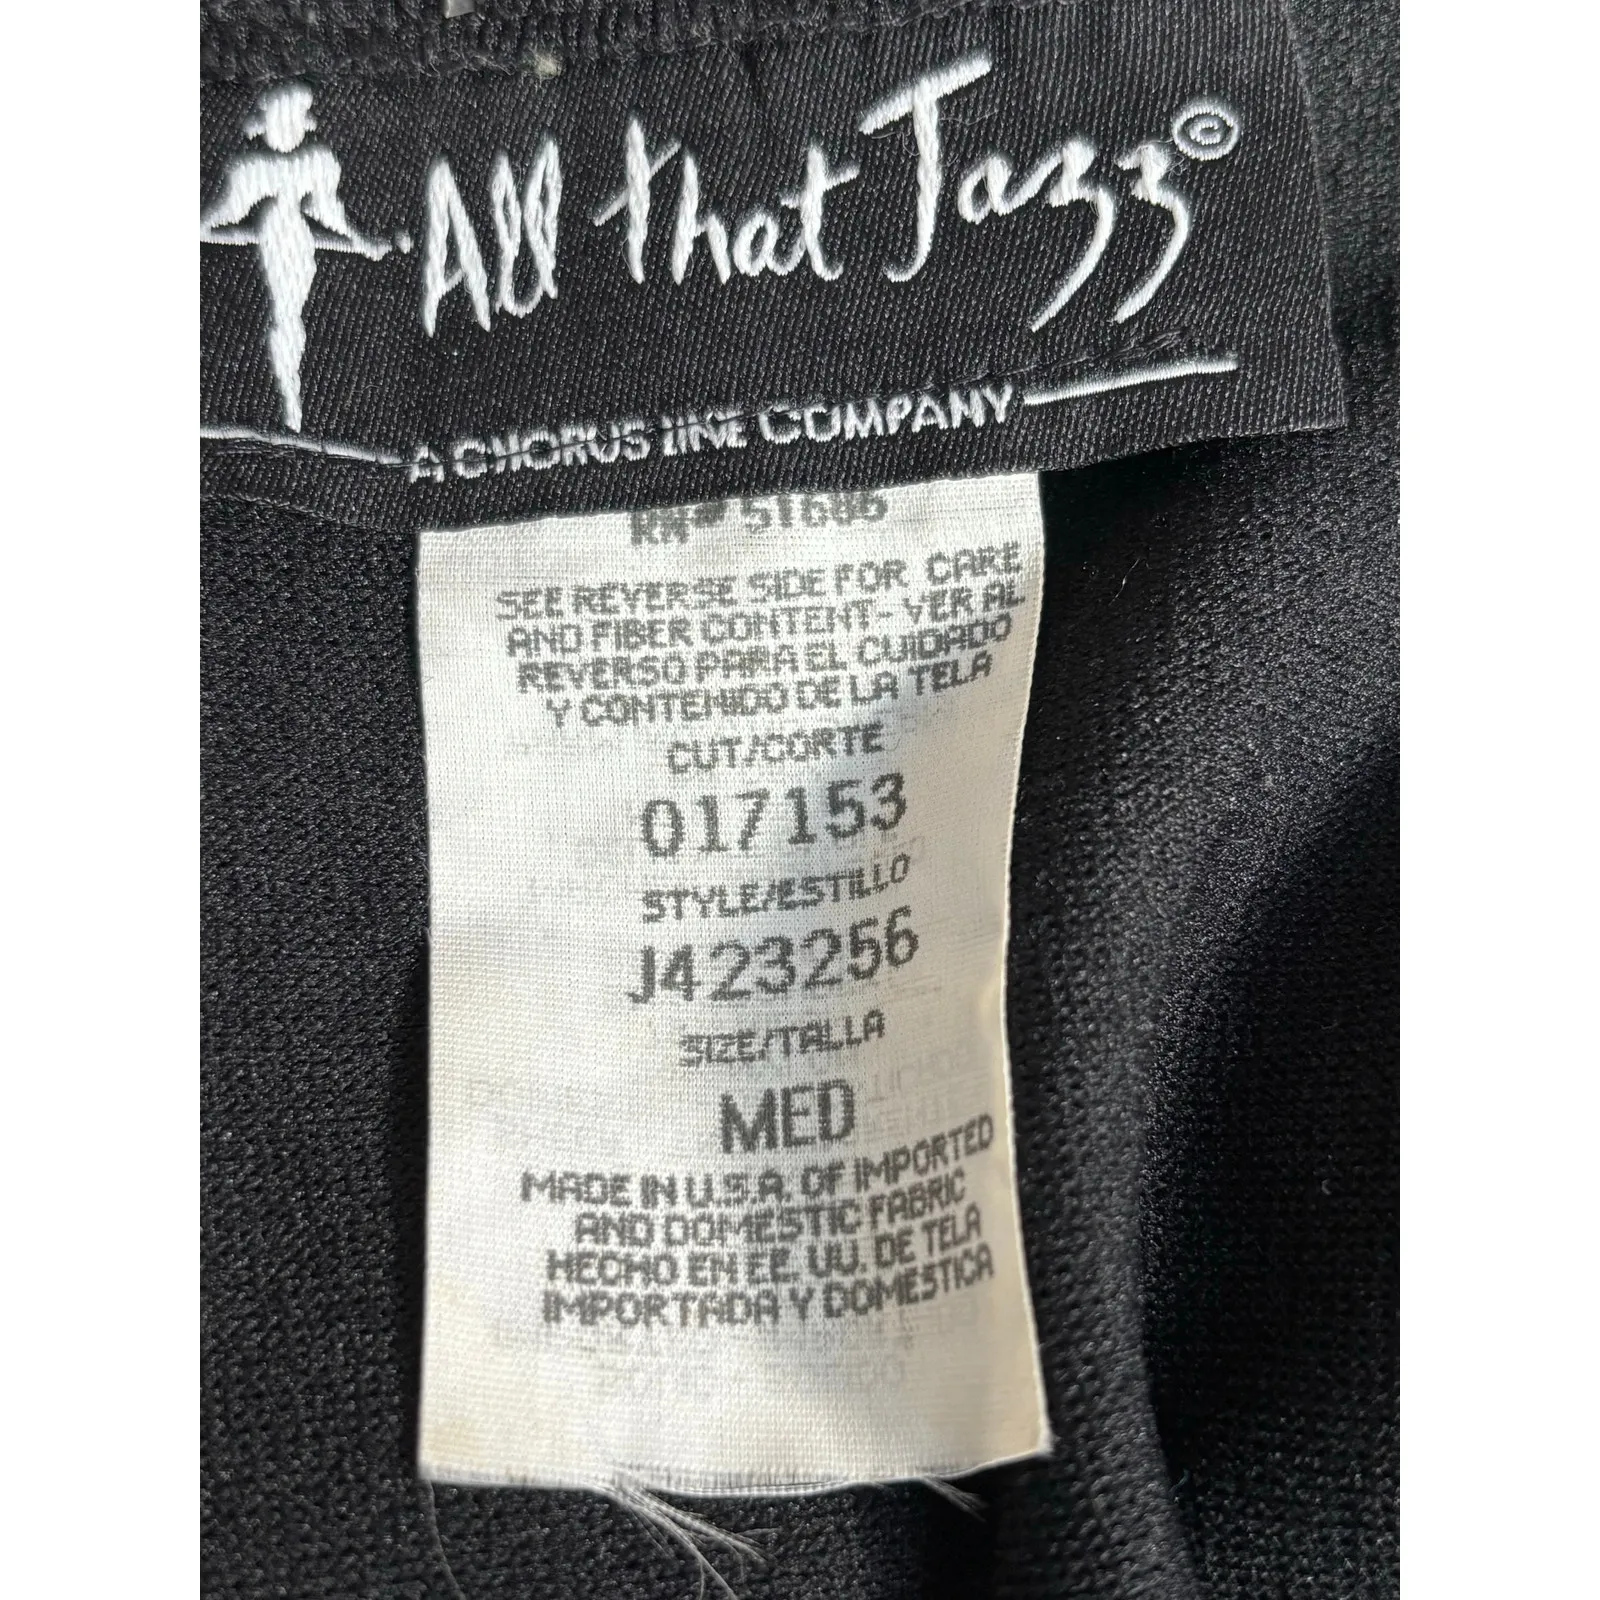 All that Jazz©
A CHORUS LINE COMPANY
RN# 51686
SEE REVERSE SIDE FOR CARE
AND FIBER CONTENT- VER AL
REVERSO PARA EL CUIDADO
Y CONTENIDO DE LA TELA
CUT/CORTE
017153
STYLE/ESTILLO
J423256
SIZE/TALLA
MED
MADE IN U.S.A. OF IMPORTED
AND DOMESTIC FABRIC
HECHO EN EE. UU. DE TELA
IMPORTADA Y DOMESTICA